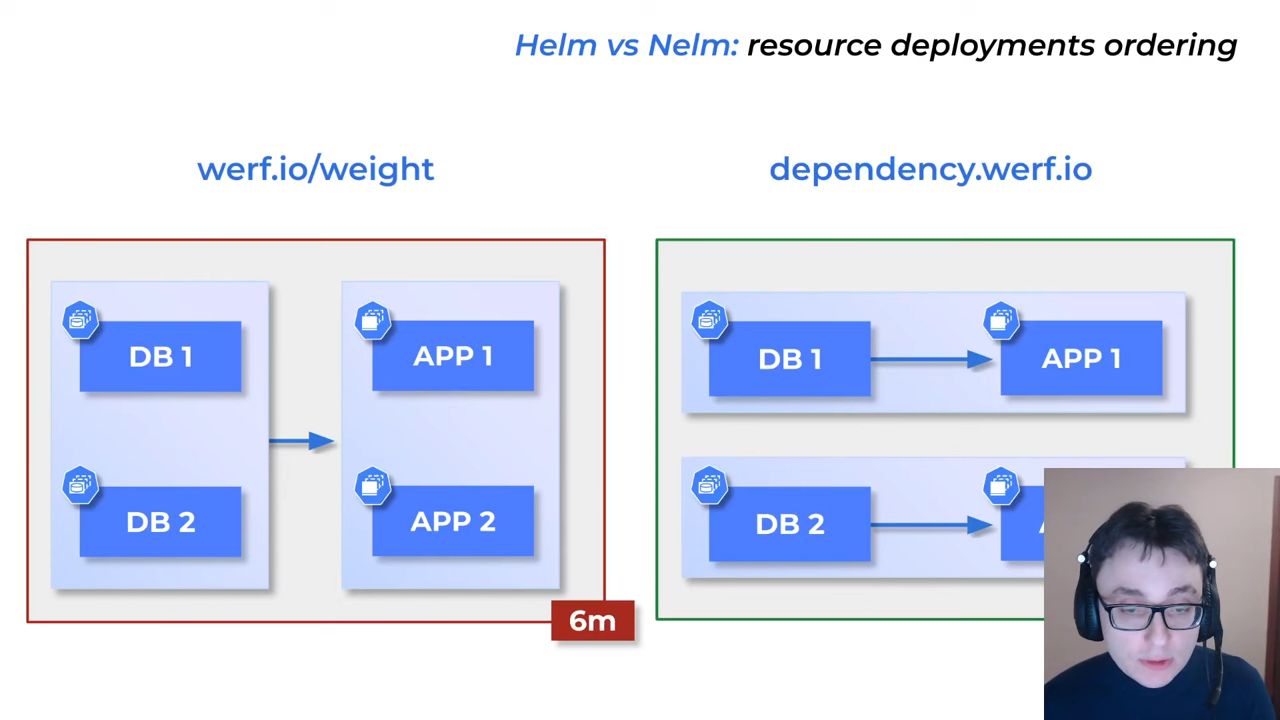 Helm vs Nelm: resource deployments ordering
werf.io/weight
DB 1
APP 1
DB 2
APP 2
6m
dependency.werf.io
DB 1
APP 1
DB 2